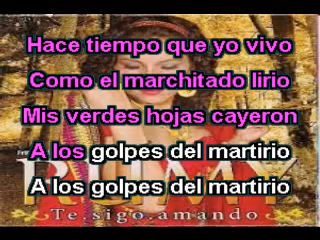 Hace tiempo que yo vivo
Como el marchitado lirio
Mis verdes hojas cayeron
A los golpes del martirio
A los golpes del martirio
Te sigo amando